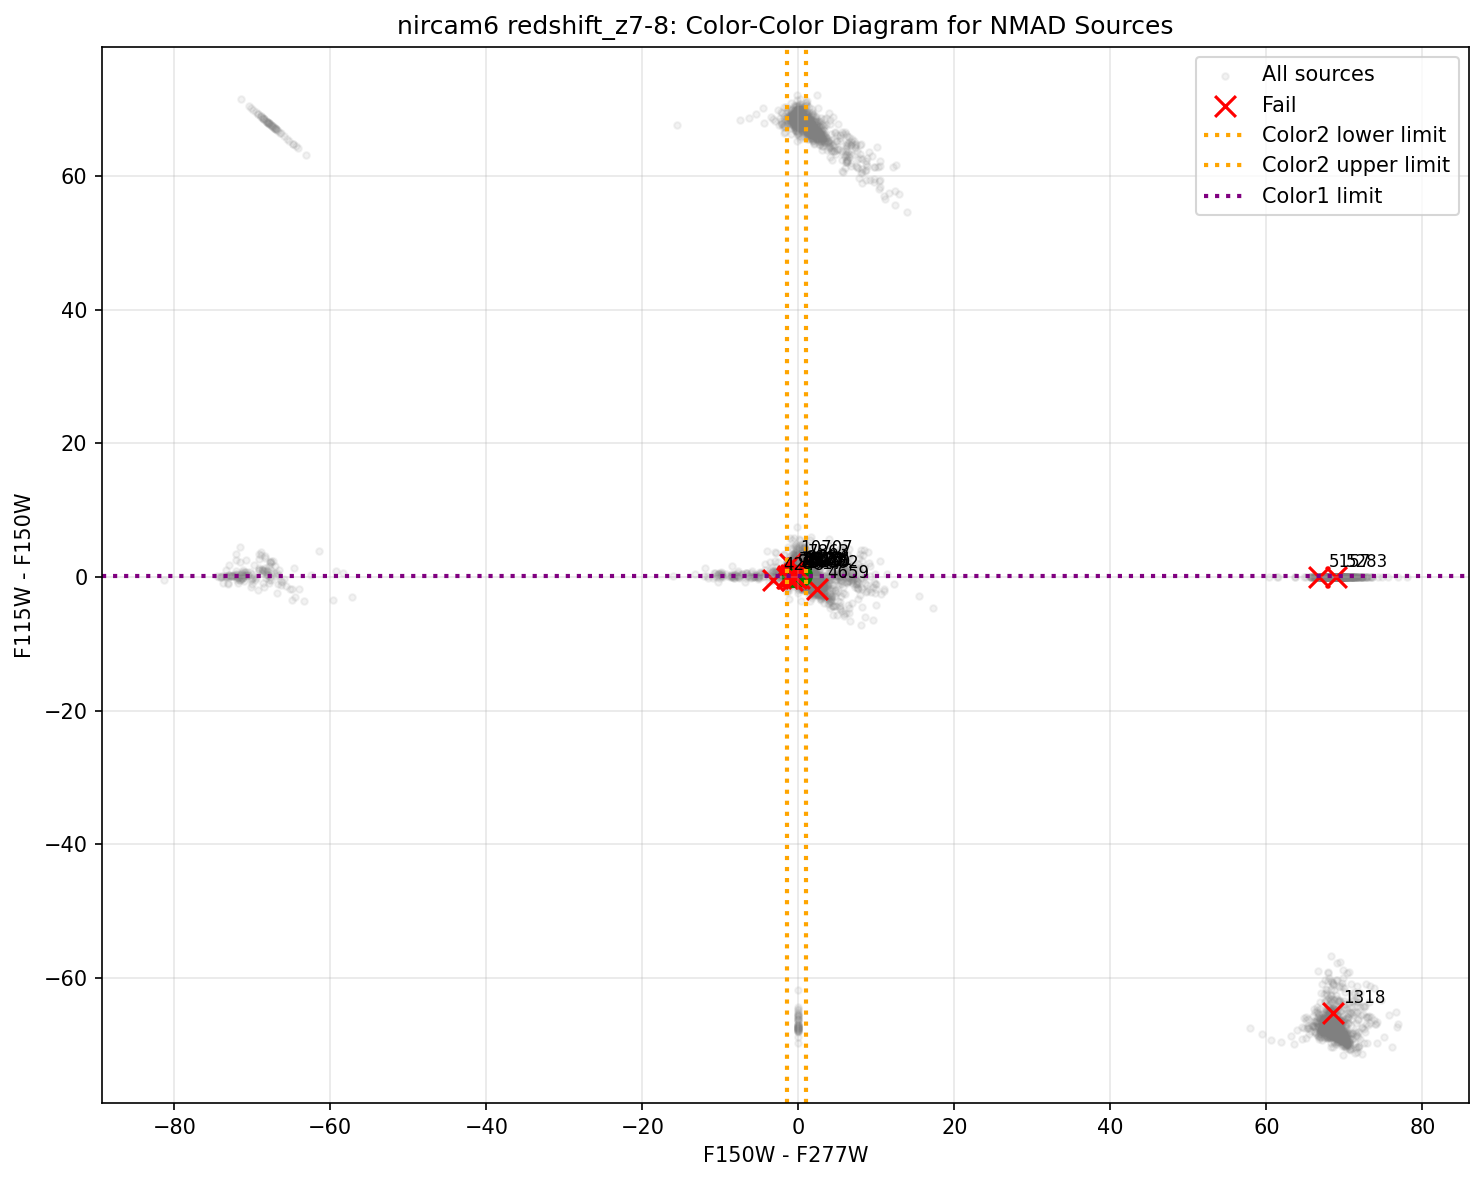 nircam6 redshift_z7-8: Color-Color Diagram for NMAD Sources
All sources
Fail
Color2 lower limit
Color2 upper limit
Color1 limit
F115W - F150W
60
40
20
0
−20
−40
−60
10707
4659
5283
1318
−80
−60
−40
−20
0
20
40
60
80
F150W - F277W